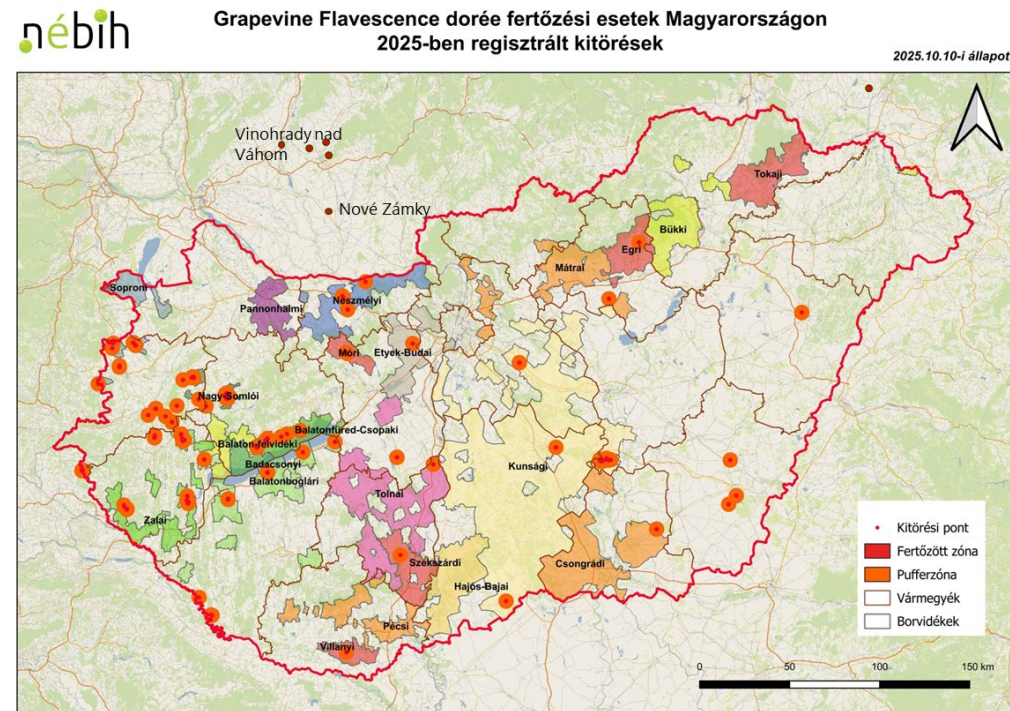 nébih
Grapevine Flavescence dorée fertőzési esetek Magyarországon
2025-ben regisztrált kitörések
2025.10.10-i állapot
Vinohrady nad
Váhom
Nové Zámky
Tokaji
Bükki
Egri
Mátrai
Soproni
Pannonhalmi
Neszmélyi
Móri
Etyek-Budai
Nagy-Somlói
Balatonfüred-Csopaki
Balaton-felvidéki
Badacsonyi
Balatonboglári
Zalai
Tolnai
Kunsági
Szekszárdi
Hajós-Bajai
Csongrádi
Pécsi
Villányi
Kitörési pont
Fertőzött zóna
Pufferzóna
Vármegyék
Borvidékek
0 50 100 150 km